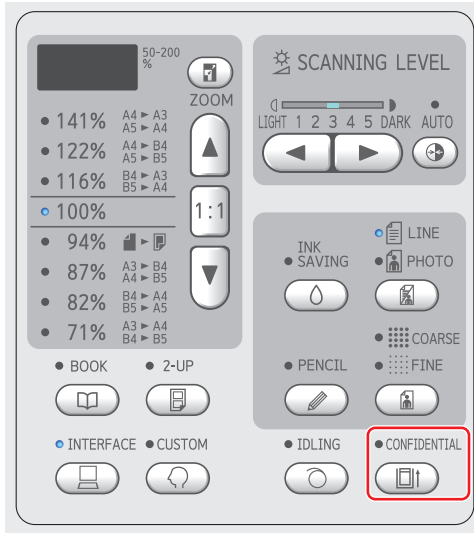 50-200
%
ZOOM
141% A4 ► A3
A5 ► A4
122% A4 ► B4
A5 ► B5
116% B4 ► A3
B5 ► A4
100%
1:1
94%
87% A3 ► B4
A4 ► B5
82% B4 ► A4
B5 ► A5
71% A3 ► A4
B4 ► B5
SCANNING LEVEL
LIGHT 1 2 3 4 5 DARK AUTO
INK
SAVING
LINE
PHOTO
COARSE
PENCIL
FINE
BOOK
2-UP
INTERFACE
CUSTOM
IDLING
CONFIDENTIAL